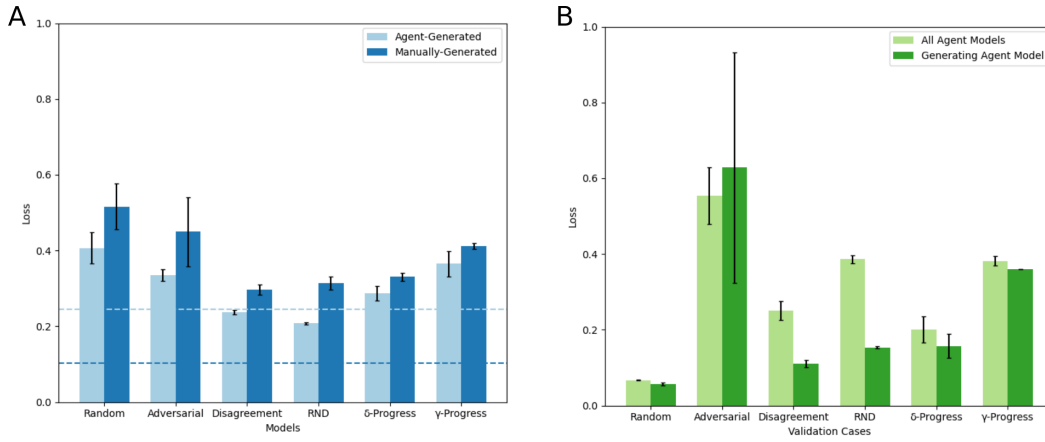 A
1.0
0.8
0.6
0.4
0.2
0.0
Loss
Agent-Generated
Manually-Generated
Random Adversarial Disagreement RND δ-Progress γ-Progress
Models
B
1.0
0.8
0.6
0.4
0.2
0.0
Loss
All Agent Models
Generating Agent Model
Random Adversarial Disagreement RND δ-Progress γ-Progress
Validation Cases